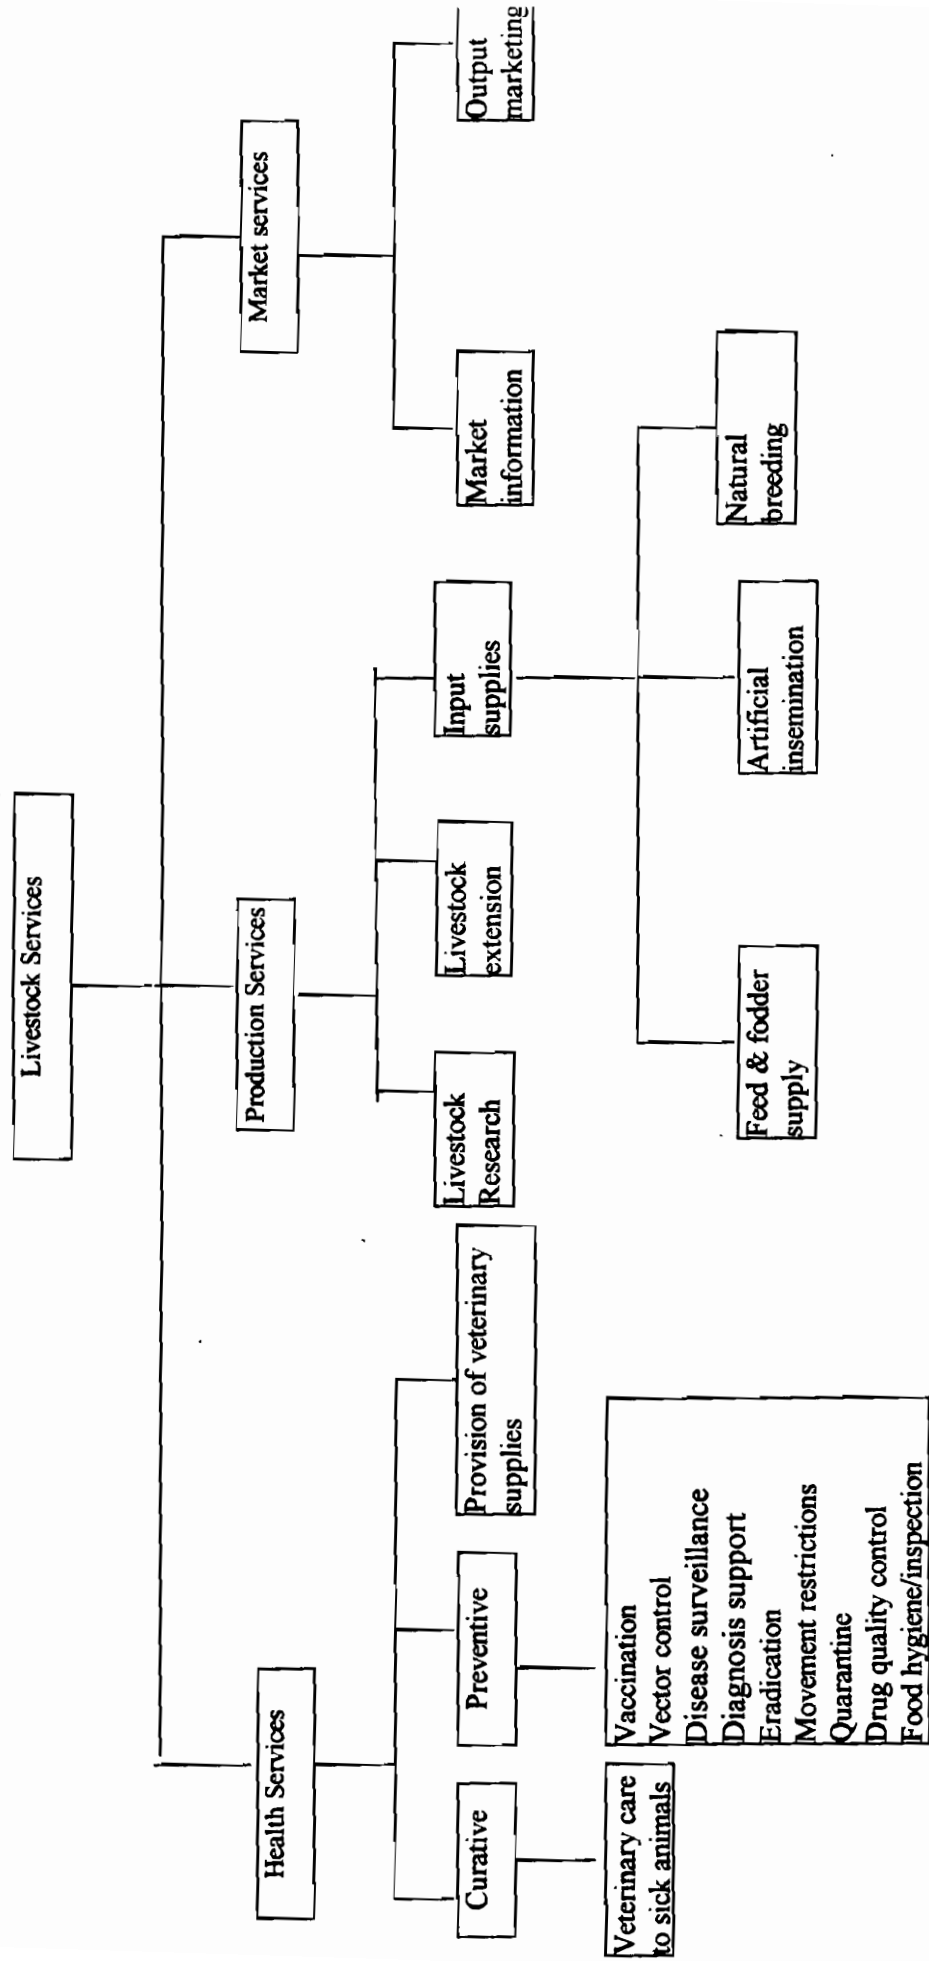 Livestock Services
Health Services
Production Services
Market services
Curative
Preventive
Provision of veterinary
supplies
Livestock
Research
Livestock
extension
Input
supplies
Market
information
Output
marketing
Veterinary care
to sick animals
Vaccination
Vector control
Disease surveillance
Diagnosis support
Eradication
Movement restrictions
Quarantine
Drug quality control
Food hygiene/inspection
Feed & fodder
supply
Artificial
insemination
Natural
breeding